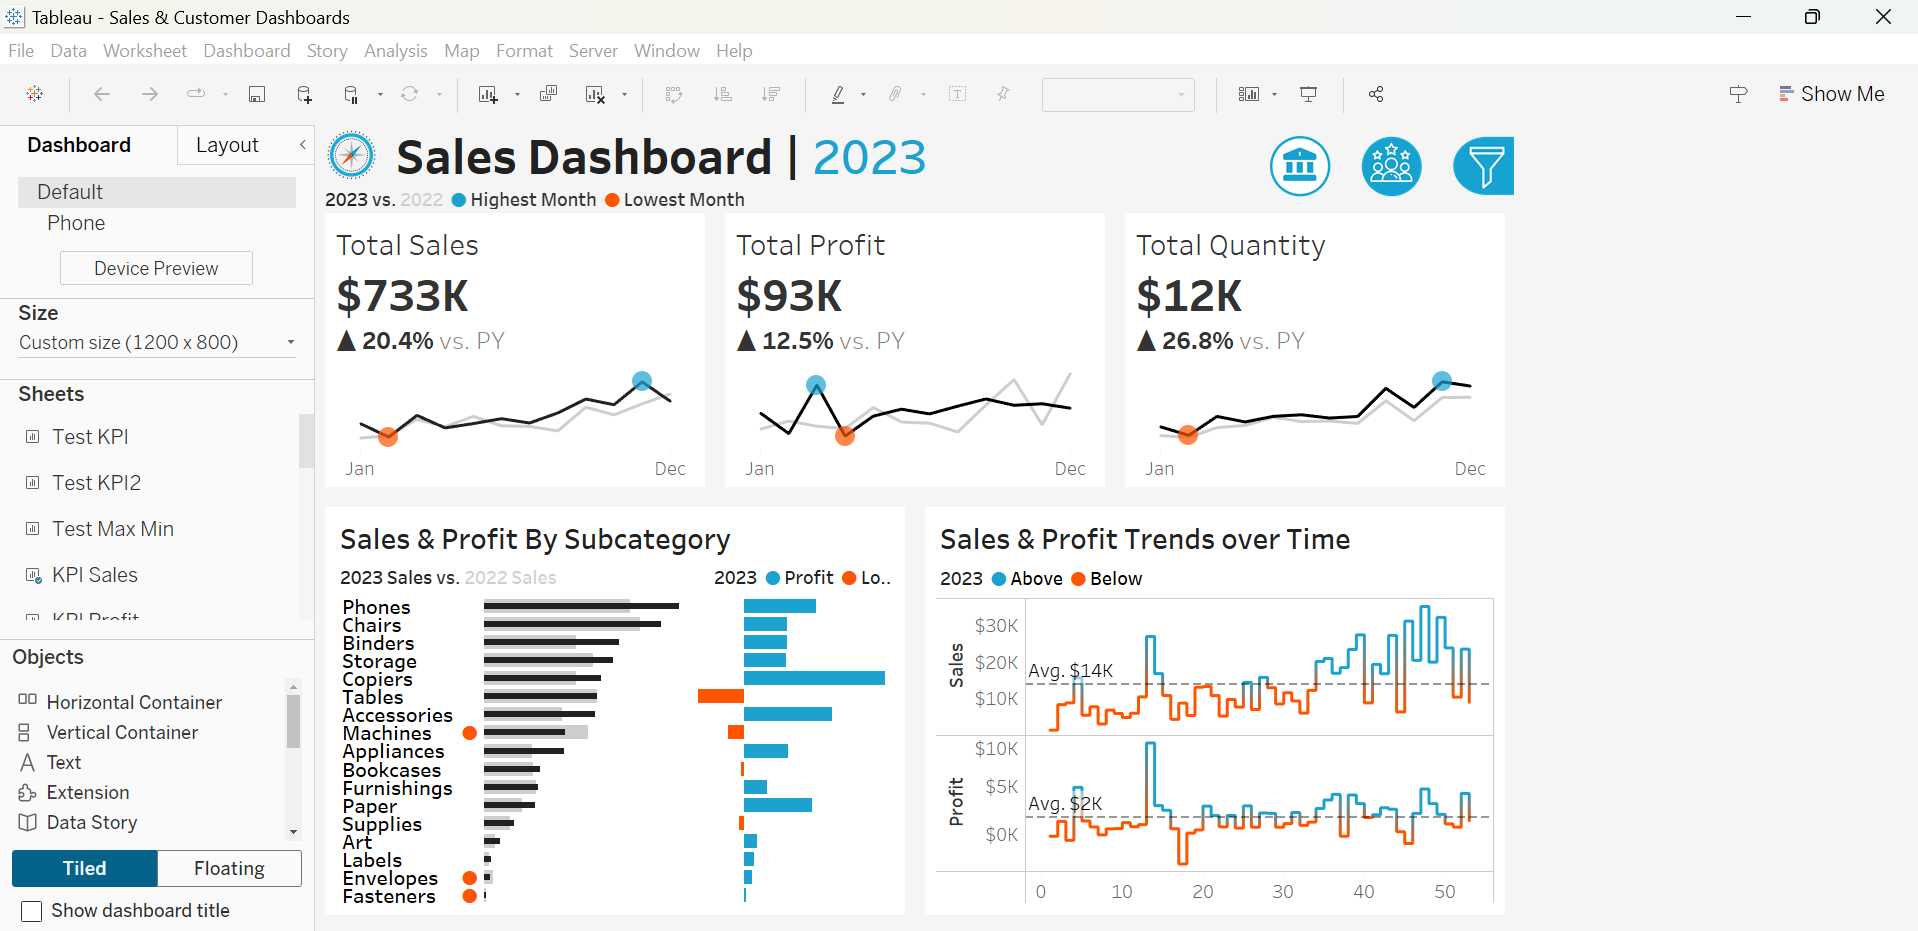 Tableau - Sales & Customer Dashboards
File Data Worksheet Dashboard Story Analysis Map Format Server Window Help
Show Me
Dashboard Layout
Default
Phone
Device Preview
Size
Custom size (1200 x 800)
Sheets
Test KPI
Test KPI2
Test Max Min
KPI Sales
KPI Profit
Objects
Horizontal Container
Vertical Container
Text
Extension
Data Story
Tiled Floating
Show dashboard title
Sales Dashboard | 2023
2023 vs. 2022 Highest Month Lowest Month
Total Sales
$733K
▲ 20.4% vs. PY
Jan Dec
Total Profit
$93K
▲ 12.5% vs. PY
Jan Dec
Total Quantity
$12K
▲ 26.8% vs. PY
Jan Dec
Sales & Profit By Subcategory
2023 Sales vs. 2022 Sales
2023 Profit Lo..
Phones
Chairs
Binders
Storage
Copiers
Tables
Accessories
Machines
Appliances
Bookcases
Furnishings
Paper
Supplies
Art
Labels
Envelopes
Fasteners
Sales & Profit Trends over Time
2023 Above Below
Sales
$30K
$20K
$10K
Avg. $14K
Profit
$10K
$5K
$0K
Avg. $2K
0 10 20 30 40 50